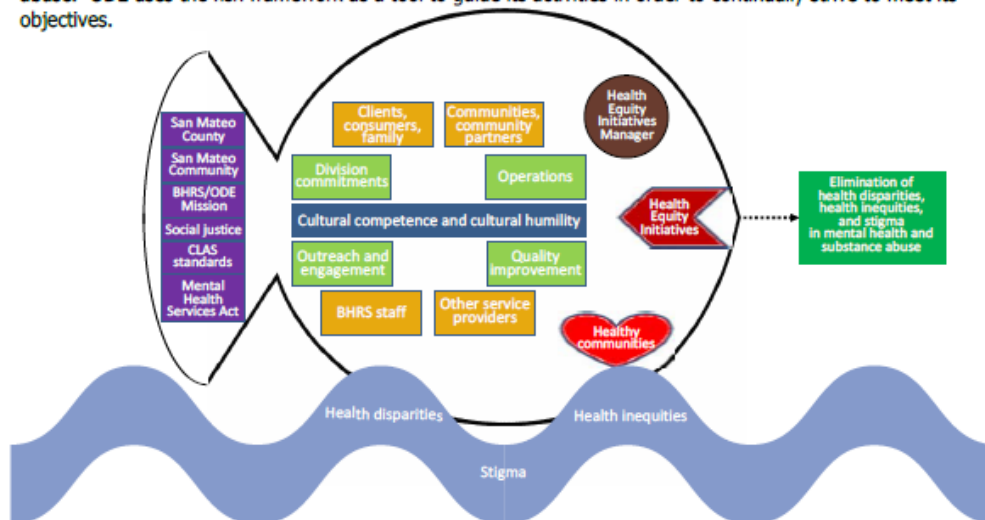 objectives.
San Mateo
County
San Mateo
Community
BHRS/ODE
Mission
Social justice
CLAS
standards
Mental
Health
Services Act
Clients,
consumers,
family
Communities,
community
partners
Division
commitments
Operations
Cultural competence and cultural humility
Outreach and
engagement
Quality
improvement
BHRS staff
Other service
providers
Health
Equity
Initiatives
Manager
Health
Equity
Initiatives
Healthy
communities
Elimination of
health disparities,
health inequities,
and stigma
in mental health and
substance abuse
Health disparities
Health inequities
Stigma